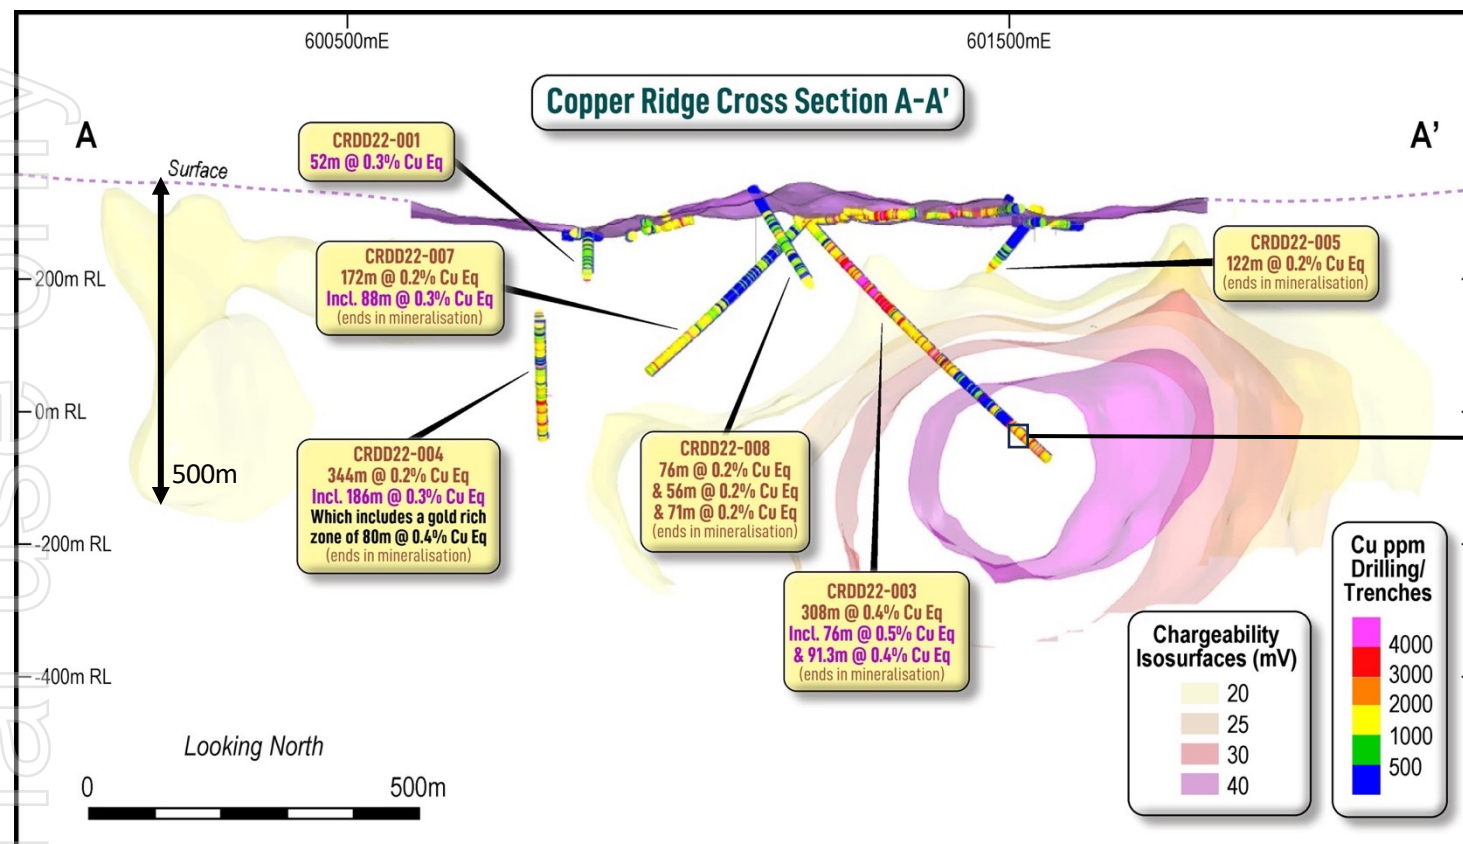 600500mE
601500mE
Copper Ridge Cross Section A-A'
A
A'
Surface
CRDD22-001
52m @ 0.3% Cu Eq
CRDD22-007
172m @ 0.2% Cu Eq
Incl. 88m @ 0.3% Cu Eq
(ends in mineralisation)
CRDD22-005
122m @ 0.2% Cu Eq
(ends in mineralisation)
200m RL
0m RL
-200m RL
-400m RL
500m
CRDD22-004
344m @ 0.2% Cu Eq
Incl. 186m @ 0.3% Cu Eq
Which includes a gold rich
zone of 80m @ 0.4% Cu Eq
(ends in mineralisation)
CRDD22-008
76m @ 0.2% Cu Eq
& 56m @ 0.2% Cu Eq
& 71m @ 0.2% Cu Eq
(ends in mineralisation)
CRDD22-003
308m @ 0.4% Cu Eq
Incl. 76m @ 0.5% Cu Eq
& 91.3m @ 0.4% Cu Eq
(ends in mineralisation)
Chargeability
Isosurfaces (mV)
20
25
30
40
Cu ppm
Drilling/
Trenches
4000
3000
2000
1000
500
Looking North
0
500m
use only